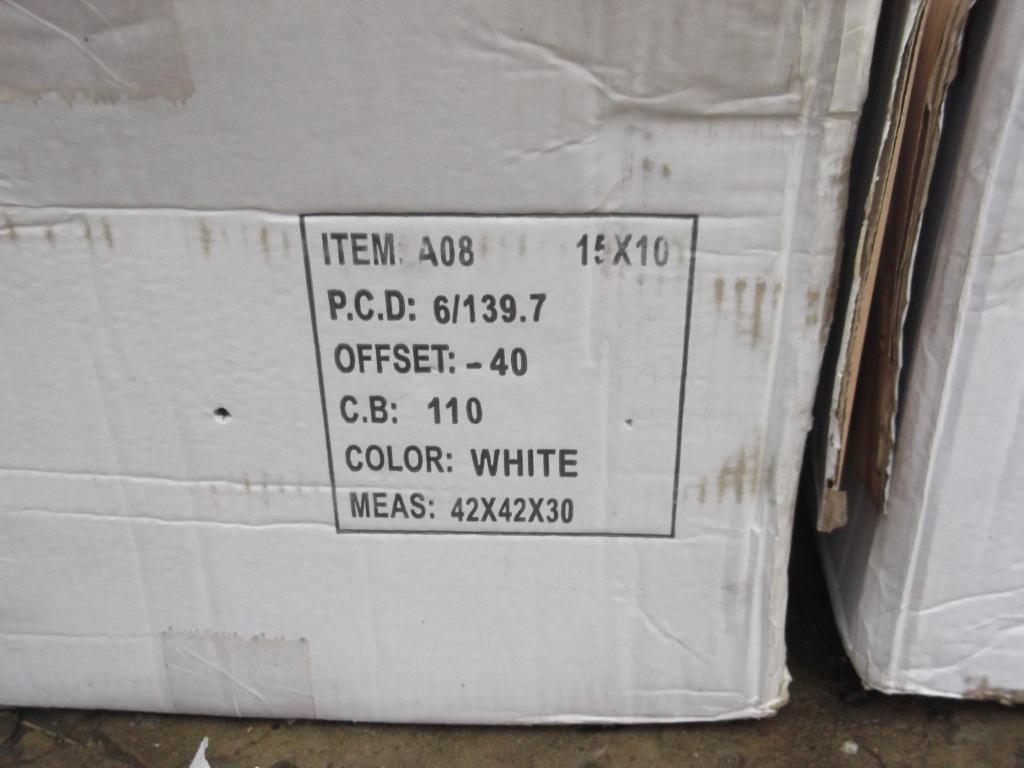 ITEM: A08 15X10
P.C.D: 6/139.7
OFFSET: -40
C.B: 110
COLOR: WHITE
MEAS: 42X42X30